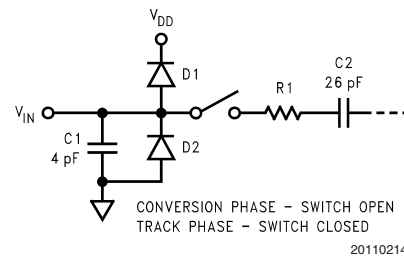 VDD
D1
C2
26 pF
R1
VIN
C1
4 pF
D2
CONVERSION PHASE – SWITCH OPEN
TRACK PHASE – SWITCH CLOSED
20110214